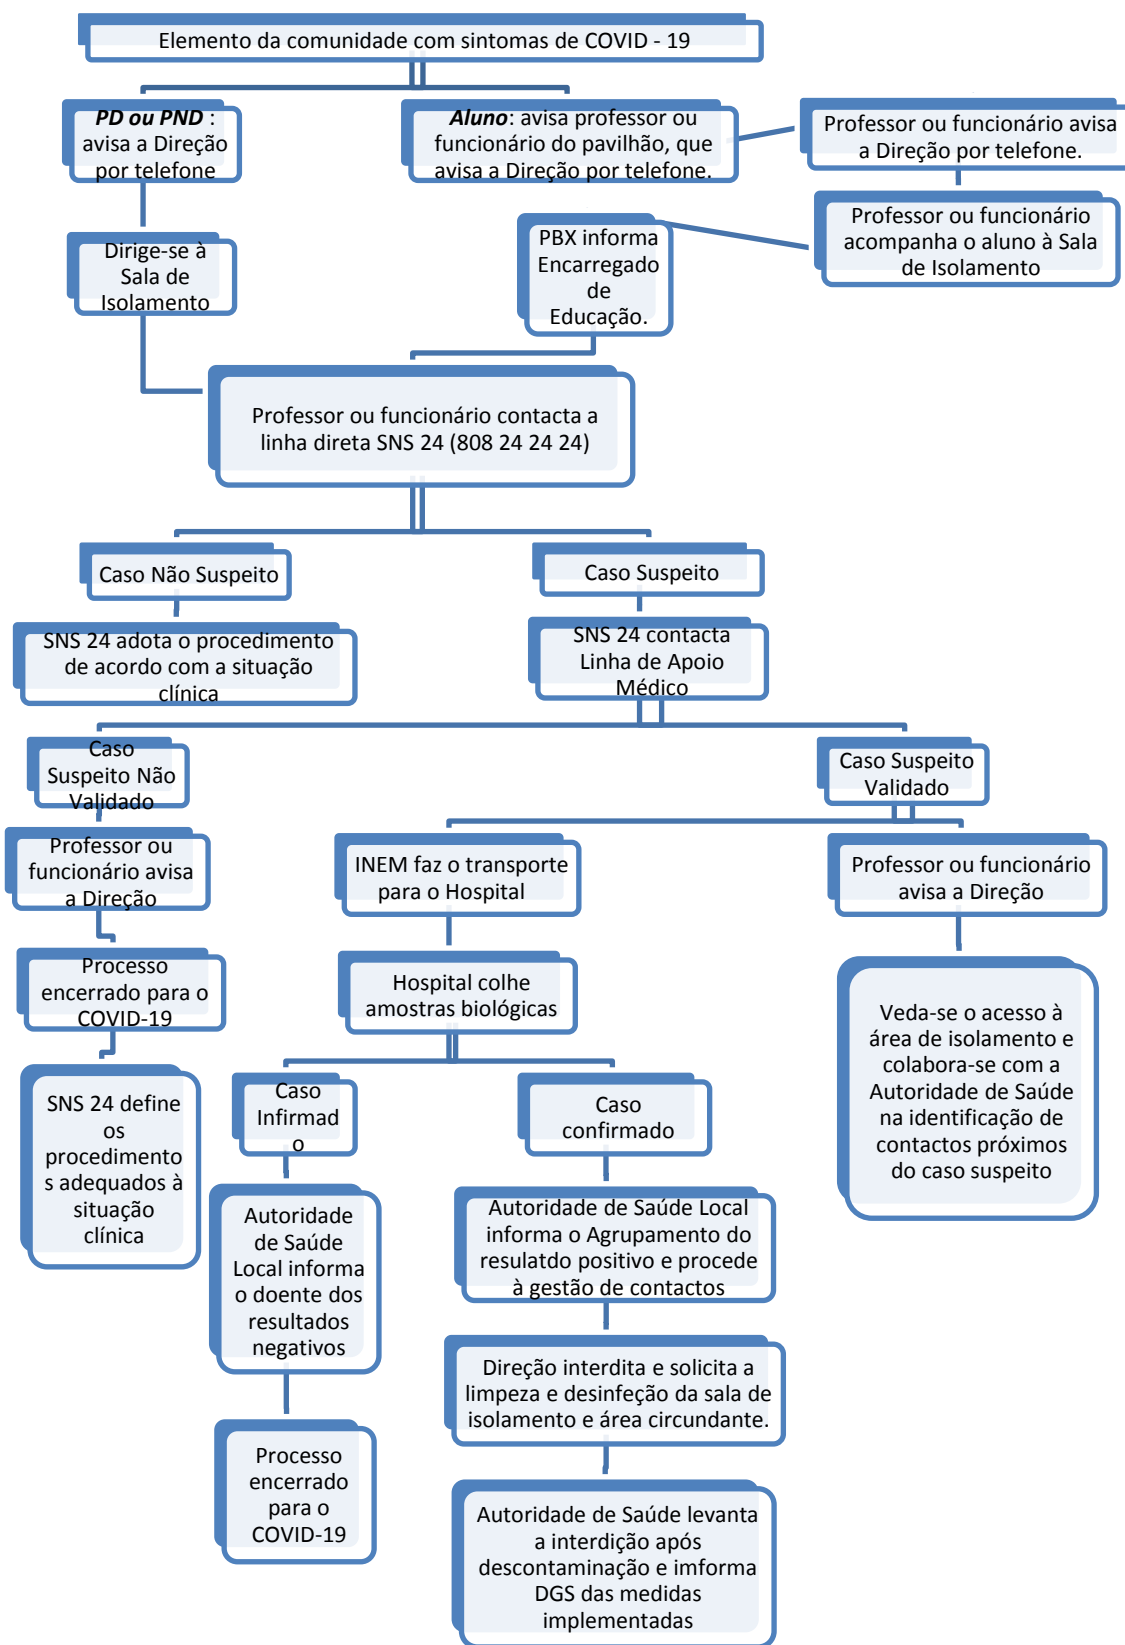 Elemento da comunidade com sintomas de COVID - 19
PD ou PND :
avisa a Direção
por telefone
Aluno: avisa professor ou
funcionário do pavilhão, que
avisa a Direção por telefone.
Professor ou funcionário avisa
a Direção por telefone.
Professor ou funcionário
acompanha o aluno à Sala
de Isolamento
PBX informa
Encarregado
de
Educação.
Dirige-se à
Sala de
Isolamento
Professor ou funcionário contacta a
linha direta SNS 24 (808 24 24 24)
Caso Não Suspeito
Caso Suspeito
SNS 24 adota o procedimento
de acordo com a situação
clínica
SNS 24 contacta
Linha de Apoio
Médico
Caso
Suspeito Não
Validado
Caso Suspeito
Validado
Professor ou
funcionário avisa
a Direção
INEM faz o transporte
para o Hospital
Professor ou funcionário
avisa a Direção
Processo
encerrado para o
COVID-19
Hospital colhe
amostras biológicas
Veda-se o acesso à
área de isolamento e
colabora-se com a
Autoridade de Saúde
na identificação de
contactos próximos
do caso suspeito
SNS 24 define
os
procedimento
s adequados à
situação
clínica
Caso
Infirmad
o
Caso
confirmado
Autoridade
de Saúde
Local informa
o doente dos
resultados
negativos
Autoridade de Saúde Local
informa o Agrupamento do
resulatdo positivo e procede
à gestão de contactos
Direção interdita e solicita a
limpeza e desinfeção da sala de
isolamento e área circundante.
Processo
encerrado
para o
COVID-19
Autoridade de Saúde levanta
a interdição após
descontaminação e imforma
DGS das medidas
implementadas